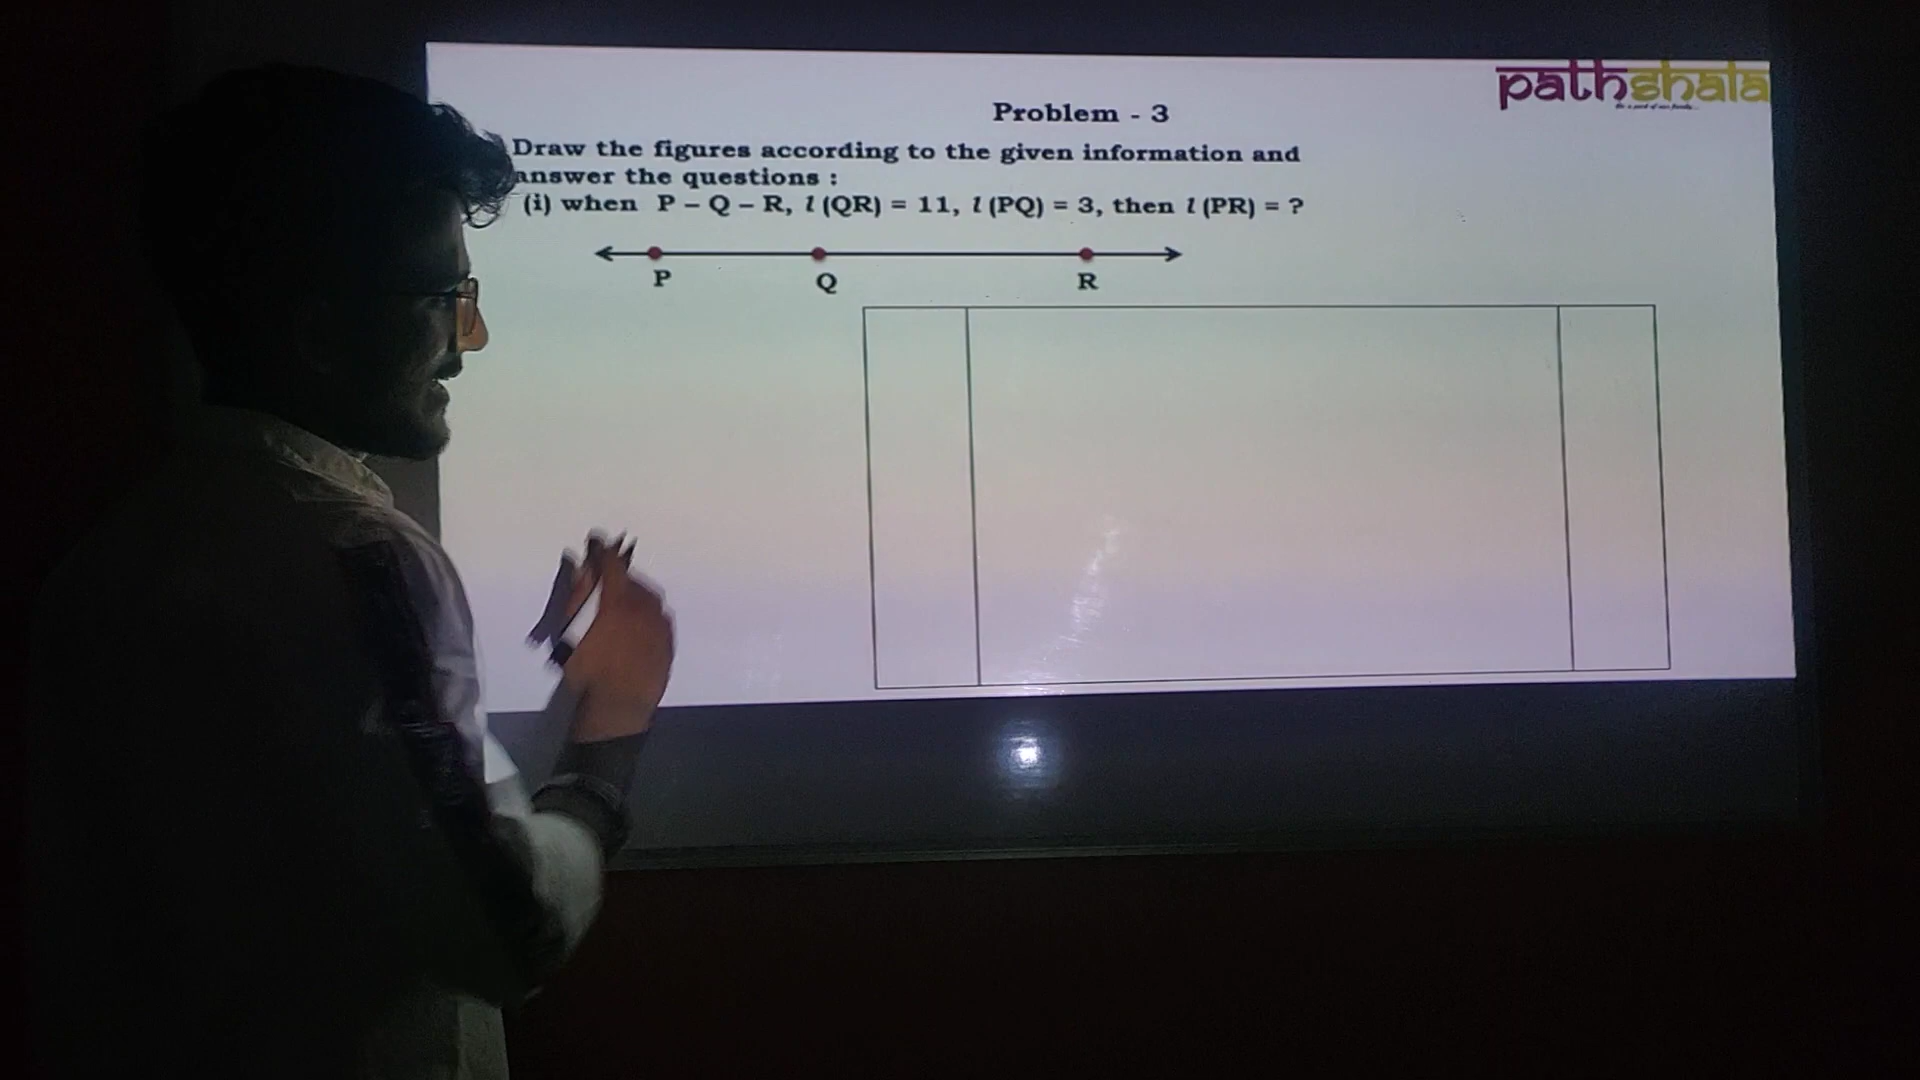 pathshala
Problem - 3
Draw the figures according to the given information and
answer the questions :
(i) when P – Q – R, l (QR) = 11, l (PQ) = 3, then l (PR) = ?
P Q R